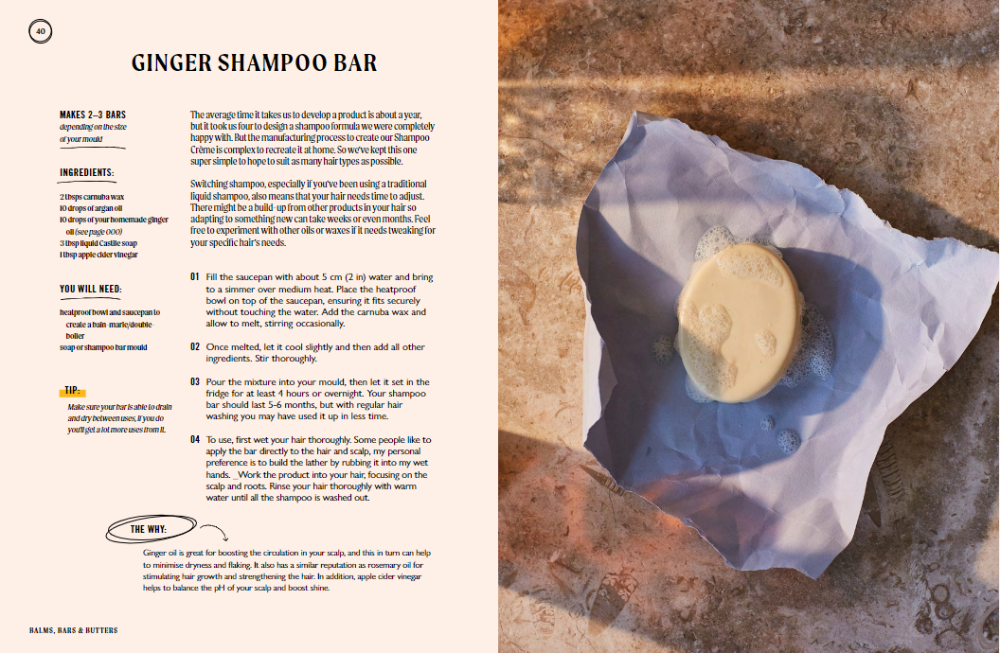 40
GINGER SHAMPOO BAR
MAKES 2–3 BARS
depending on the size
of your mould
INGREDIENTS:
2 tbsps carnuba wax
10 drops of argan oil
10 drops of your homemade ginger
oil (see page 000)
3 tbsp liquid Castile soap
1 tbsp apple cider vinegar
YOU WILL NEED:
heatproof bowl and saucepan to
create a bain-marie/double-
boiler
soap or shampoo bar mould
TIP:
Make sure your bar is able to drain
and dry between uses, if you do
you'll get a lot more uses from it.
The average time it takes us to develop a product is about a year,
but it took us four to design a shampoo formula we were completely
happy with. But the manufacturing process to create our Shampoo
Crème is complex to recreate it at home. So we've kept this one
super simple to hope to suit as many hair types as possible.
Switching shampoo, especially if you've been using a traditional
liquid shampoo, also means that your hair needs time to adjust.
There might be a build-up from other products in your hair so
adapting to something new can take weeks or even months. Feel
free to experiment with other oils or waxes if it needs tweaking for
your specific hair's needs.
01 Fill the saucepan with about 5 cm (2 in) water and bring
to a simmer over medium heat. Place the heatproof
bowl on top of the saucepan, ensuring it fits securely
without touching the water. Add the carnuba wax and
allow to melt, stirring occasionally.
02 Once melted, let it cool slightly and then add all other
ingredients. Stir thoroughly.
03 Pour the mixture into your mould, then let it set in the
fridge for at least 4 hours or overnight. Your shampoo
bar should last 5-6 months, but with regular hair
washing you may have used it up in less time.
04 To use, first wet your hair thoroughly. Some people like to
apply the bar directly to the hair and scalp, my personal
preference is to build the lather by rubbing it into my wet
hands. _Work the product into your hair, focusing on the
scalp and roots. Rinse your hair thoroughly with warm
water until all the shampoo is washed out.
THE WHY:
Ginger oil is great for boosting the circulation in your scalp, and this in turn can help
to minimise dryness and flaking. It also has a similar reputation as rosemary oil for
stimulating hair growth and strengthening the hair. In addition, apple cider vinegar
helps to balance the pH of your scalp and boost shine.
BALMS, BARS & BUTTERS